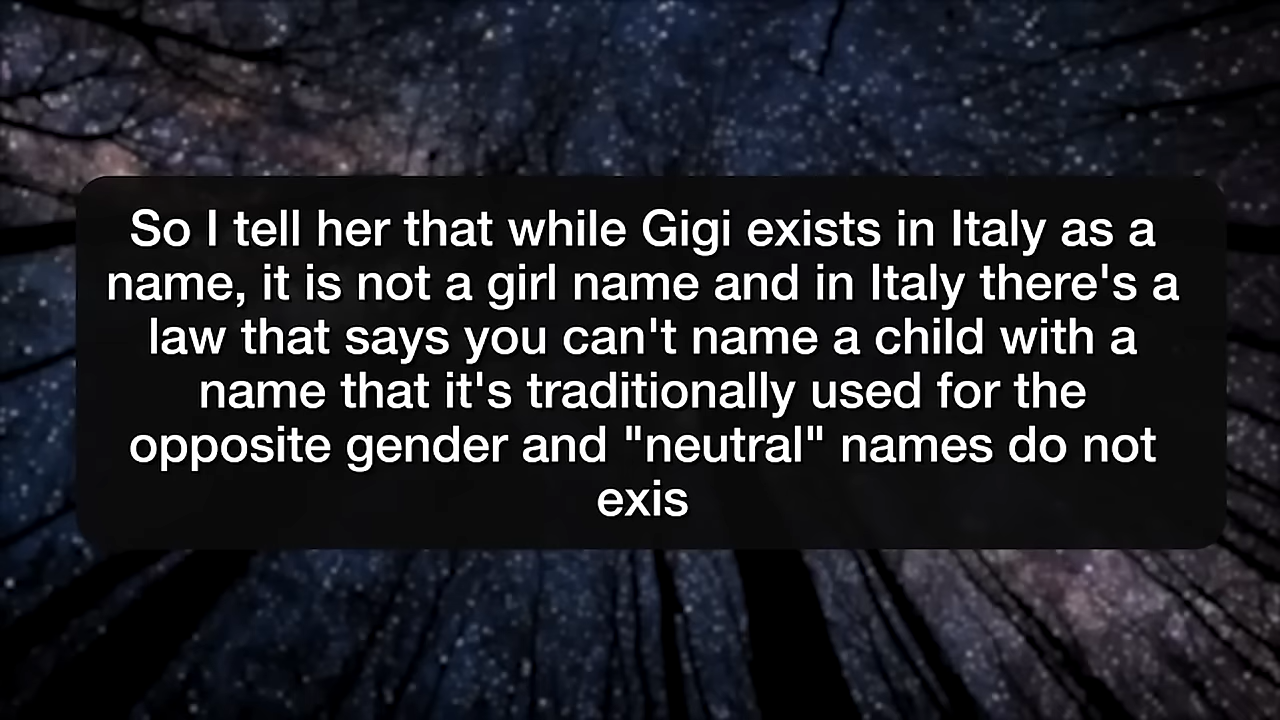 So I tell her that while Gigi exists in Italy as a
name, it is not a girl name and in Italy there's a
law that says you can't name a child with a
name that it's traditionally used for the
opposite gender and "neutral" names do not
exis